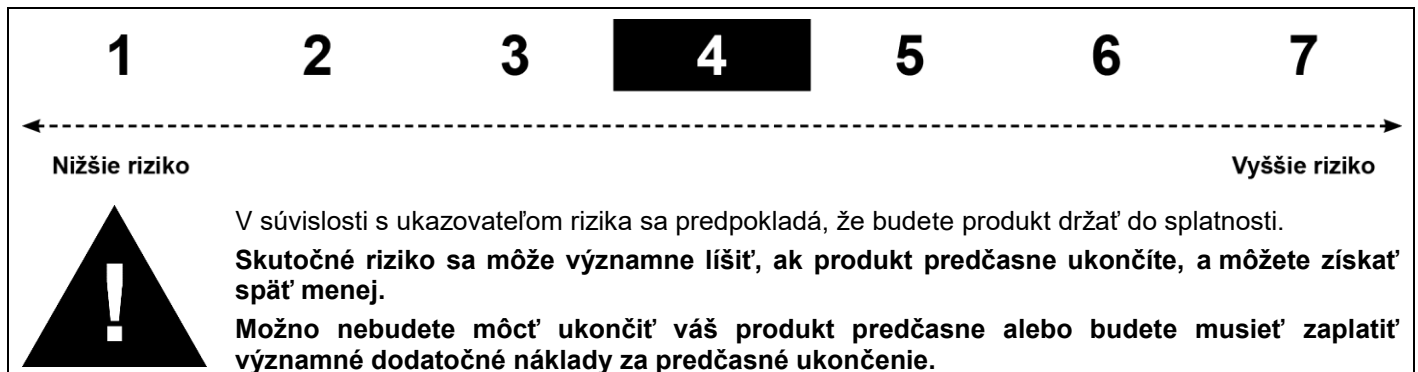 1 2 3 4 5 6 7
Nižšie riziko Vyššie riziko
V súvislosti s ukazovateľom rizika sa predpokladá, že budete produkt držať do splatnosti.
Skutočné riziko sa môže významne líšiť, ak produkt predčasne ukončíte, a môžete získať
späť menej.
Možno nebudete môcť ukončiť váš produkt predčasne alebo budete musieť zaplatiť
významné dodatočné náklady za predčasné ukončenie.
!